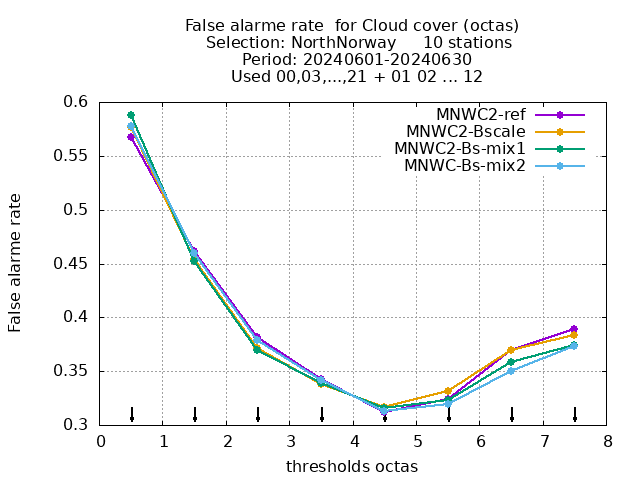 False alarme rate  for Cloud cover (octas)
Selection: NorthNorway     10 stations
Period: 20240601-20240630
Used 00,03,...,21 + 01 02 ... 12
MNWC2-ref
MNWC2-Bscale
MNWC2-Bs-mix1
MNWC-Bs-mix2
False alarme rate
0.6
0.55
0.5
0.45
0.4
0.35
0.3
0 1 2 3 4 5 6 7 8
thresholds octas